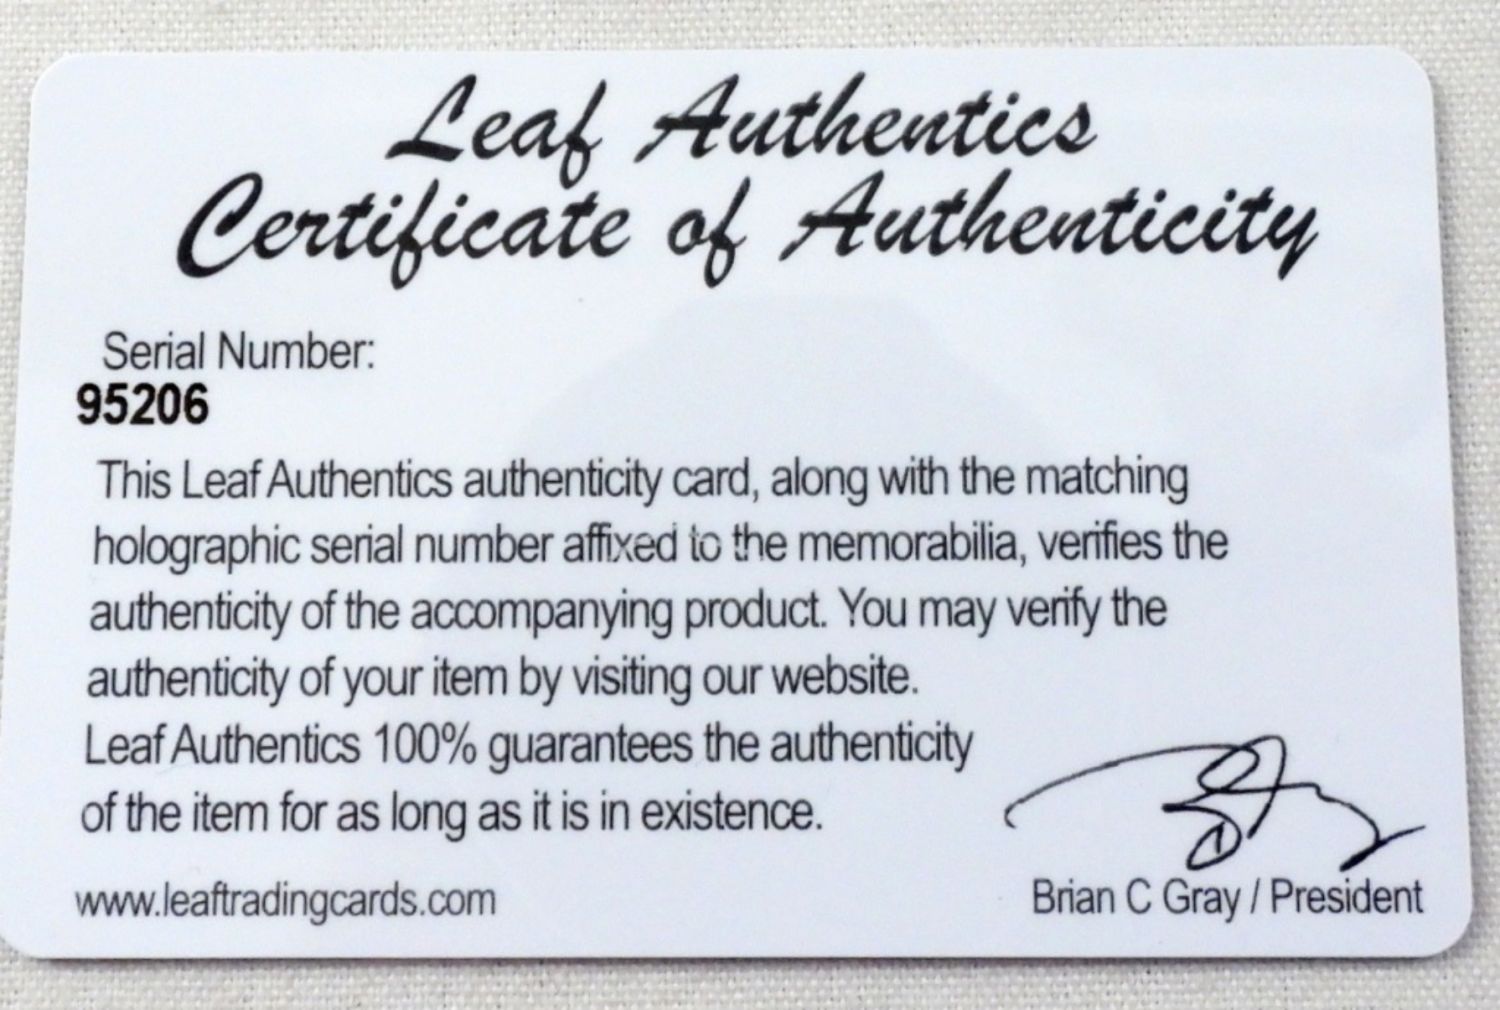 Leaf Authentics
Certificate of Authenticity
Serial Number:
95206
This Leaf Authentics authenticity card, along with the matching
holographic serial number affixed to the memorabilia, verifies the
authenticity of the accompanying product. You may verify the
authenticity of your item by visiting our website.
Leaf Authentics 100% guarantees the authenticity
of the item for as long as it is in existence.
www.leaftradingcards.com
Brian C Gray / President